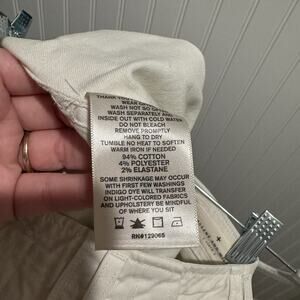 THANK YOU
WEAR
WASH NOT SO OFTEN
WASH SEPARATELY AND
INSIDE OUT WITH COLD WATER
DO NOT BLEACH
REMOVE PROMPTLY
HANG TO DRY
TUMBLE NO HEAT TO SOFTEN
WARM IRON IF NEEDED
94% COTTON
4% POLYESTER
2% ELASTANE
SOME SHRINKAGE MAY OCCUR
WITH FIRST FEW WASHINGS
INDIGO DYE WILL TRANSFER
ON LIGHT-COLORED FABRICS
AND UPHOLSTERY BE MINDFUL
OF WHERE YOU SIT
RN#129065